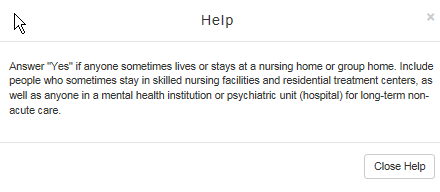 Help
×
Answer "Yes" if anyone sometimes lives or stays at a nursing home or group home. Include
people who sometimes stay in skilled nursing facilities and residential treatment centers, as
well as anyone in a mental health institution or psychiatric unit (hospital) for long-term non-
acute care.
Close Help